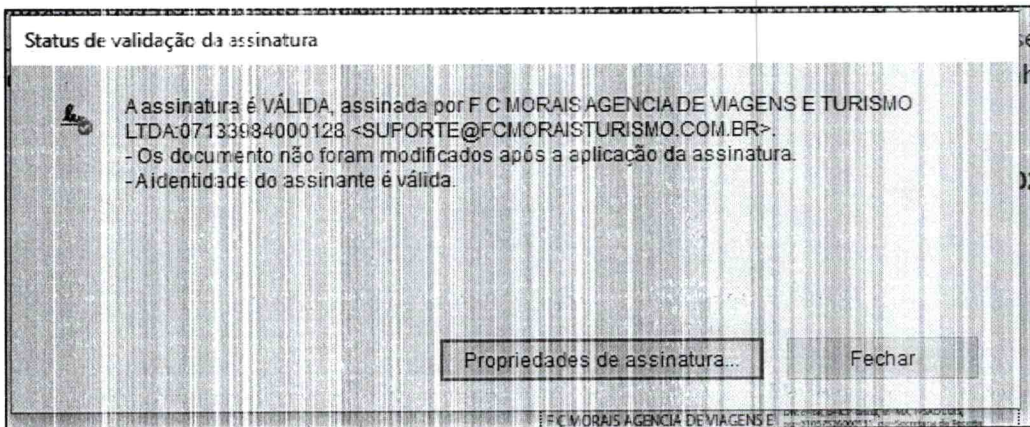 Status de validação da assinatura
A assinatura é VÁLIDA, assinada por F C MORAIS AGENCIA DE VIAGENS E TURISMO
LTDA:07133984000128 <SUPORTE@FCMORAISTURISMO.COM.BR>.
- Os documento não foram modificados após a aplicação da assinatura.
- A identidade do assinante é válida.
Propriedades de assinatura...
Fechar
F C MORAIS AGENCIA DE VIAGENS E